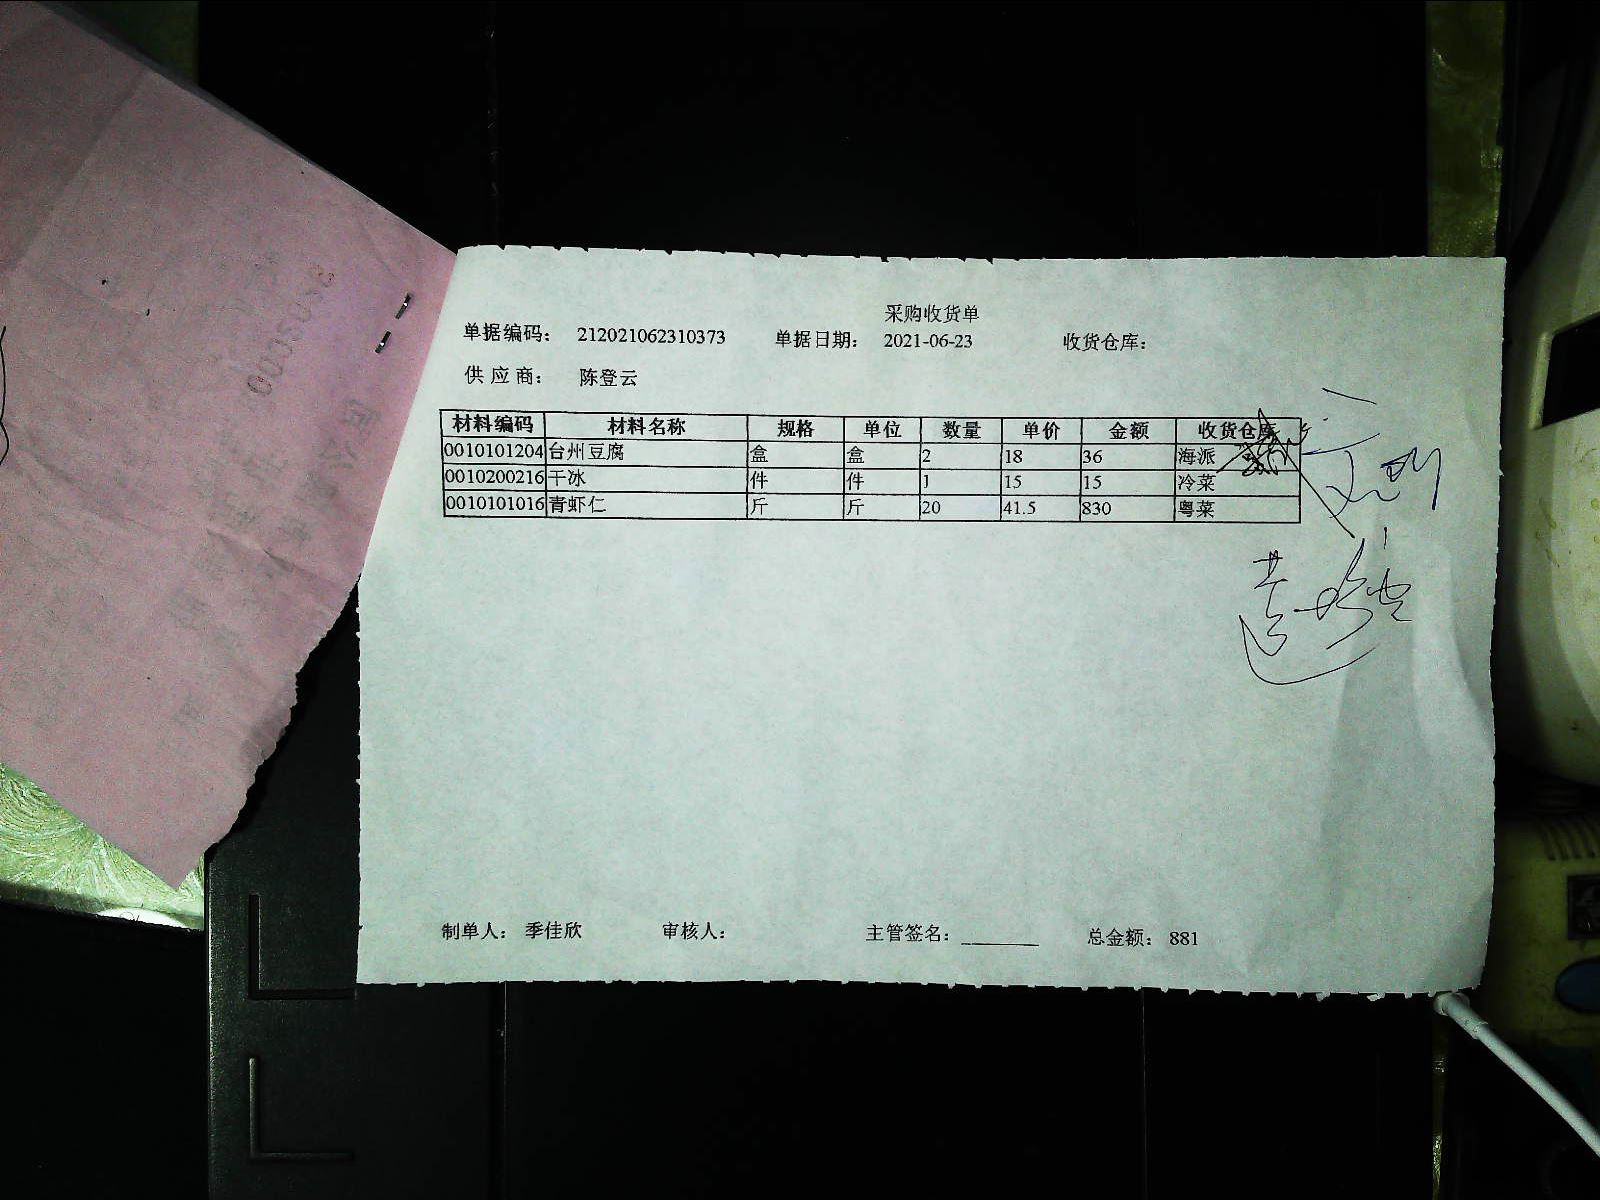 采购收货单
单据编码： 212021062310373 单据日期： 2021-06-23 收货仓库：
供应商： 陈登云
材料编码 材料名称 规格 单位 数量 单价 金额 收货仓库
0010101204 台州豆腐 盒 盒 2 18 36 海派
0010200216 干冰 件 件 1 15 15 冷菜
0010101016 青虾仁 斤 斤 20 41.5 830 粤菜
制单人： 季佳欣 审核人： 主管签名： 总金额： 881